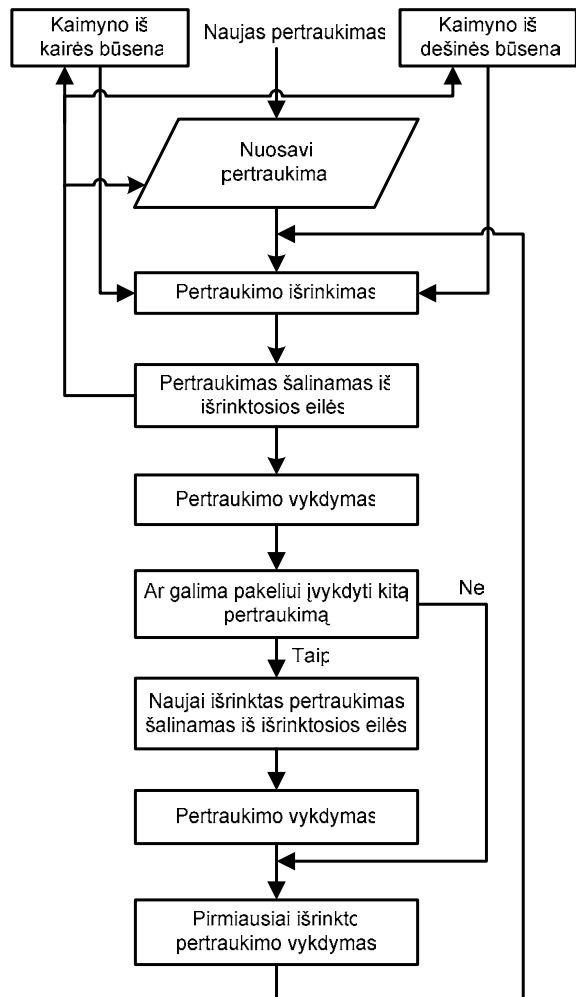 Kaimyno iš
kairės būsena
Naujas pertraukimas
Kaimyno iš
dešinės būsena
Nuosavi
pertraukima
Pertraukimo išrinkimas
Pertraukimas šalinamas iš
išrinktosios eilės
Pertraukimo vykdymas
Ar galima pakeliui įvykdyti kitą
pertraukimą
Ne
Taip
Naujai išrinktas pertraukimas
šalinamas iš išrinktosios eilės
Pertraukimo vykdymas
Pirmiausiai išrinkto
pertraukimo vykdymas